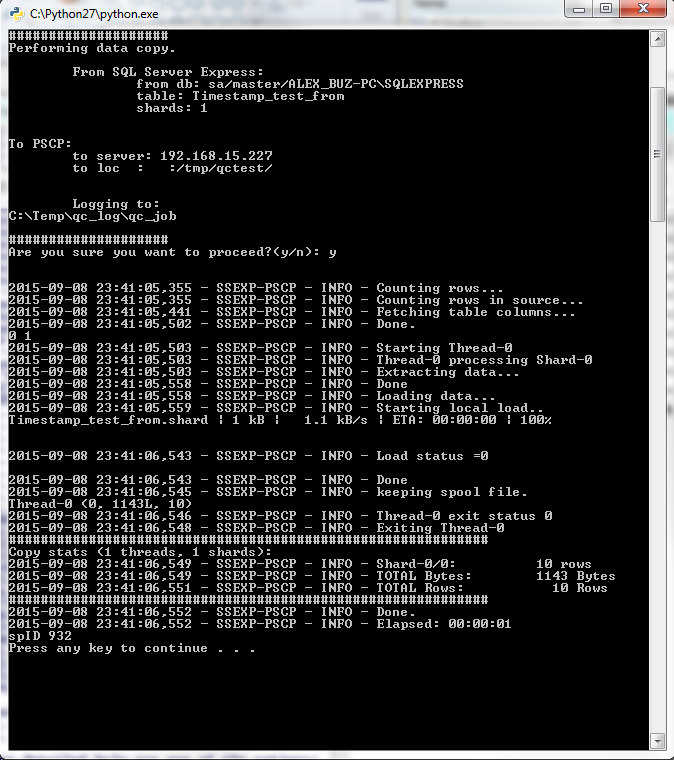 C:\Python27\python.exe
####################
Performing data copy.
From SQL Server Express:
from db: sa/master/ALEX_BUZ-PC\SQLEXPRESS
table: Timestamp_test_from
shards: 1
To PSCP:
to server: 192.168.15.227
to loc  :   :/tmp/qctest/
Logging to:
C:\Temp\qc_log\qc_job
####################
Are you sure you want to proceed?(y/n): y
2015-09-08 23:41:05,355 - SSEXP-PSCP - INFO - Counting rows...
2015-09-08 23:41:05,355 - SSEXP-PSCP - INFO - Counting rows in source...
2015-09-08 23:41:05,441 - SSEXP-PSCP - INFO - Fetching table columns...
2015-09-08 23:41:05,502 - SSEXP-PSCP - INFO - Done.
0 1
2015-09-08 23:41:05,503 - SSEXP-PSCP - INFO - Starting Thread-0
2015-09-08 23:41:05,503 - SSEXP-PSCP - INFO - Thread-0 processing Shard-0
2015-09-08 23:41:05,503 - SSEXP-PSCP - INFO - Extracting data...
2015-09-08 23:41:05,558 - SSEXP-PSCP - INFO - Done
2015-09-08 23:41:05,558 - SSEXP-PSCP - INFO - Loading data...
2015-09-08 23:41:05,559 - SSEXP-PSCP - INFO - Starting local load..
Timestamp_test_from.shard ¦ 1 kB ¦   1.1 kB/s ¦ ETA: 00:00:00 ¦ 100%
2015-09-08 23:41:06,543 - SSEXP-PSCP - INFO - Load status =0
2015-09-08 23:41:06,543 - SSEXP-PSCP - INFO - Done
2015-09-08 23:41:06,545 - SSEXP-PSCP - INFO - keeping spool file.
Thread-0 (0, 1143L, 10)
2015-09-08 23:41:06,546 - SSEXP-PSCP - INFO - Thread-0 exit status 0
2015-09-08 23:41:06,548 - SSEXP-PSCP - INFO - Exiting Thread-0
############################################################
Copy stats (1 threads, 1 shards):
2015-09-08 23:41:06,549 - SSEXP-PSCP - INFO - Shard-0/0:          10 rows
2015-09-08 23:41:06,549 - SSEXP-PSCP - INFO - TOTAL Bytes:        1143 Bytes
2015-09-08 23:41:06,551 - SSEXP-PSCP - INFO - TOTAL Rows:           10 Rows
############################################################
2015-09-08 23:41:06,552 - SSEXP-PSCP - INFO - Done.
2015-09-08 23:41:06,552 - SSEXP-PSCP - INFO - Elapsed: 00:00:01
spID 932
Press any key to continue . . .